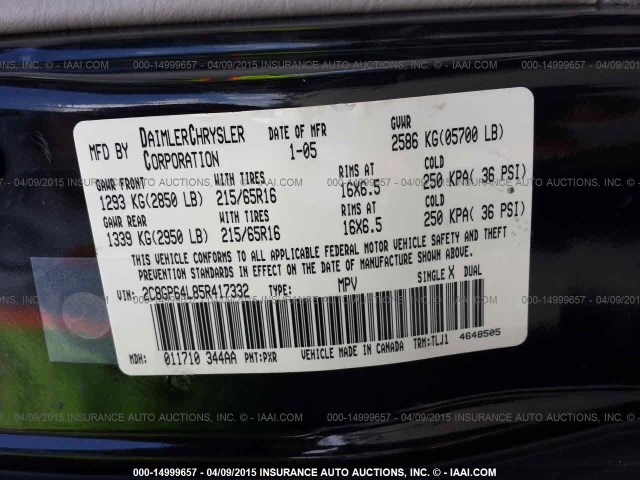 000-14999657 - 04/09/2015 INSURANCE AUTO AUCTIONS, INC. © - IAAI.COM
MFD BY DAIMLERCHRYSLER CORPORATION
DATE OF MFR 1-05
GVWR 2586 KG(05700 LB)
GAWR FRONT WITH TIRES RIMS AT COLD
1293 KG(2850 LB) 215/65R16 16X6.5 250 KPA( 36 PSI)
GAWR REAR WITH TIRES RIMS AT COLD
1339 KG(2950 LB) 215/65R16 16X6.5 250 KPA( 36 PSI)
THIS VEHICLE CONFORMS TO ALL APPLICABLE FEDERAL MOTOR VEHICLE SAFETY AND THEFT
PREVENTION STANDARDS IN EFFECT ON THE DATE OF MANUFACTURE SHOWN ABOVE.
VIN: 2C8GP64L85R417332 TYPE: MPV SINGLE X DUAL
MDH: 011710 344AA PNT:PXR VEHICLE MADE IN CANADA TRM:TLJ1 4648505
000-14999657 - 04/09/2015 INSURANCE AUTO AUCTIONS, INC. © - IAAI.COM